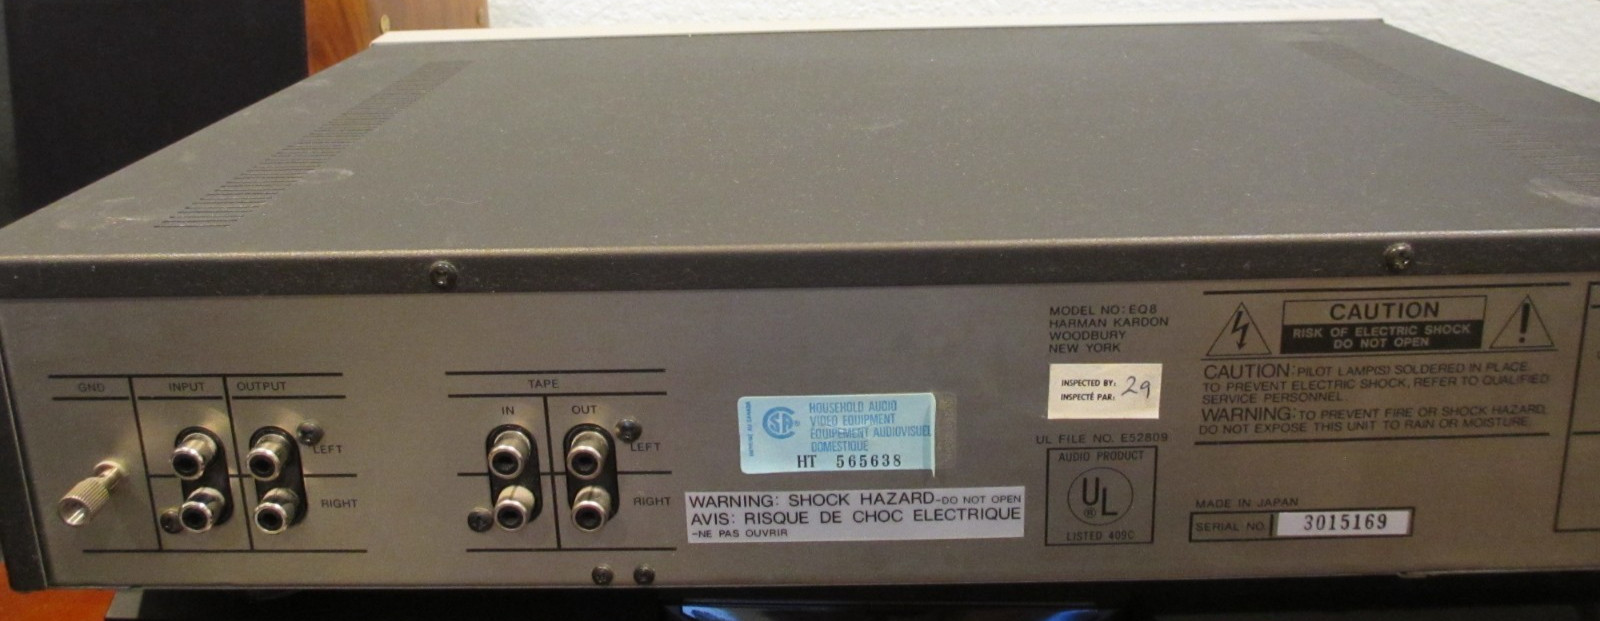 GND
INPUT
OUTPUT
LEFT
RIGHT
TAPE
IN
OUT
LEFT
RIGHT
HOUSEHOLD AUDIO
VIDEO EQUIPMENT
EQUIPEMENT AUDIOVISUEL
DOMESTIQUE
HT 565638
WARNING: SHOCK HAZARD-DO NOT OPEN
AVIS: RISQUE DE CHOC ELECTRIQUE
-NE PAS OUVRIR
MODEL NO: EQ8
HARMAN KARDON
WOODBURY
NEW YORK
INSPECTED BY: 29
INSPECTÉ PAR:
UL FILE NO. E52809
AUDIO PRODUCT
UL
®
LISTED 409C
CAUTION
RISK OF ELECTRIC SHOCK
DO NOT OPEN
CAUTION: PILOT LAMP(S) SOLDERED IN PLACE.
TO PREVENT ELECTRIC SHOCK, REFER TO QUALIFIED
SERVICE PERSONNEL.
WARNING: TO PREVENT FIRE OR SHOCK HAZARD,
DO NOT EXPOSE THIS UNIT TO RAIN OR MOISTURE.
MADE IN JAPAN
SERIAL NO. 3015169